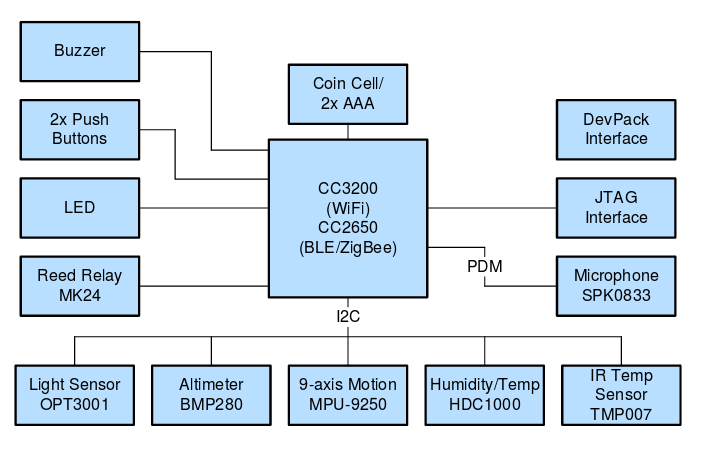 Buzzer
2x Push
Buttons
LED
Reed Relay
MK24
Coin Cell/
2x AAA
CC3200
(WiFi)
CC2650
(BLE/ZigBee)
DevPack
Interface
JTAG
Interface
PDM
Microphone
SPK0833
I2C
Light Sensor
OPT3001
Altimeter
BMP280
9-axis Motion
MPU-9250
Humidity/Temp
HDC1000
IR Temp
Sensor
TMP007